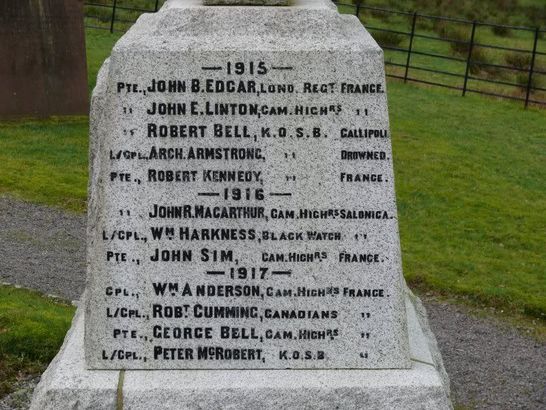 — 1915 —
PTE., JOHN B. EDGAR, LOND. REGT FRANCE.
" JOHN E. LINTON, CAM. HIGHRS "
" ROBERT BELL, K.O.S.B. GALLIPOLI
L/CPL., ARCH. ARMSTRONG, " DROWNED.
PTE., ROBERT KENNEDY, " FRANCE.
— 1916 —
" JOHN R. MACARTHUR, CAM. HIGHRS SALONICA.
L/CPL., WM HARKNESS, BLACK WATCH "
PTE., JOHN SIM, CAM. HIGHRS FRANCE.
— 1917 —
CPL., WM ANDERSON, CAM. HIGHRS FRANCE.
L/CPL., ROBT CUMMING, CANADIANS "
PTE., GEORGE BELL, CAM. HIGHRS "
L/CPL., PETER MCROBERT, K.O.S.B "